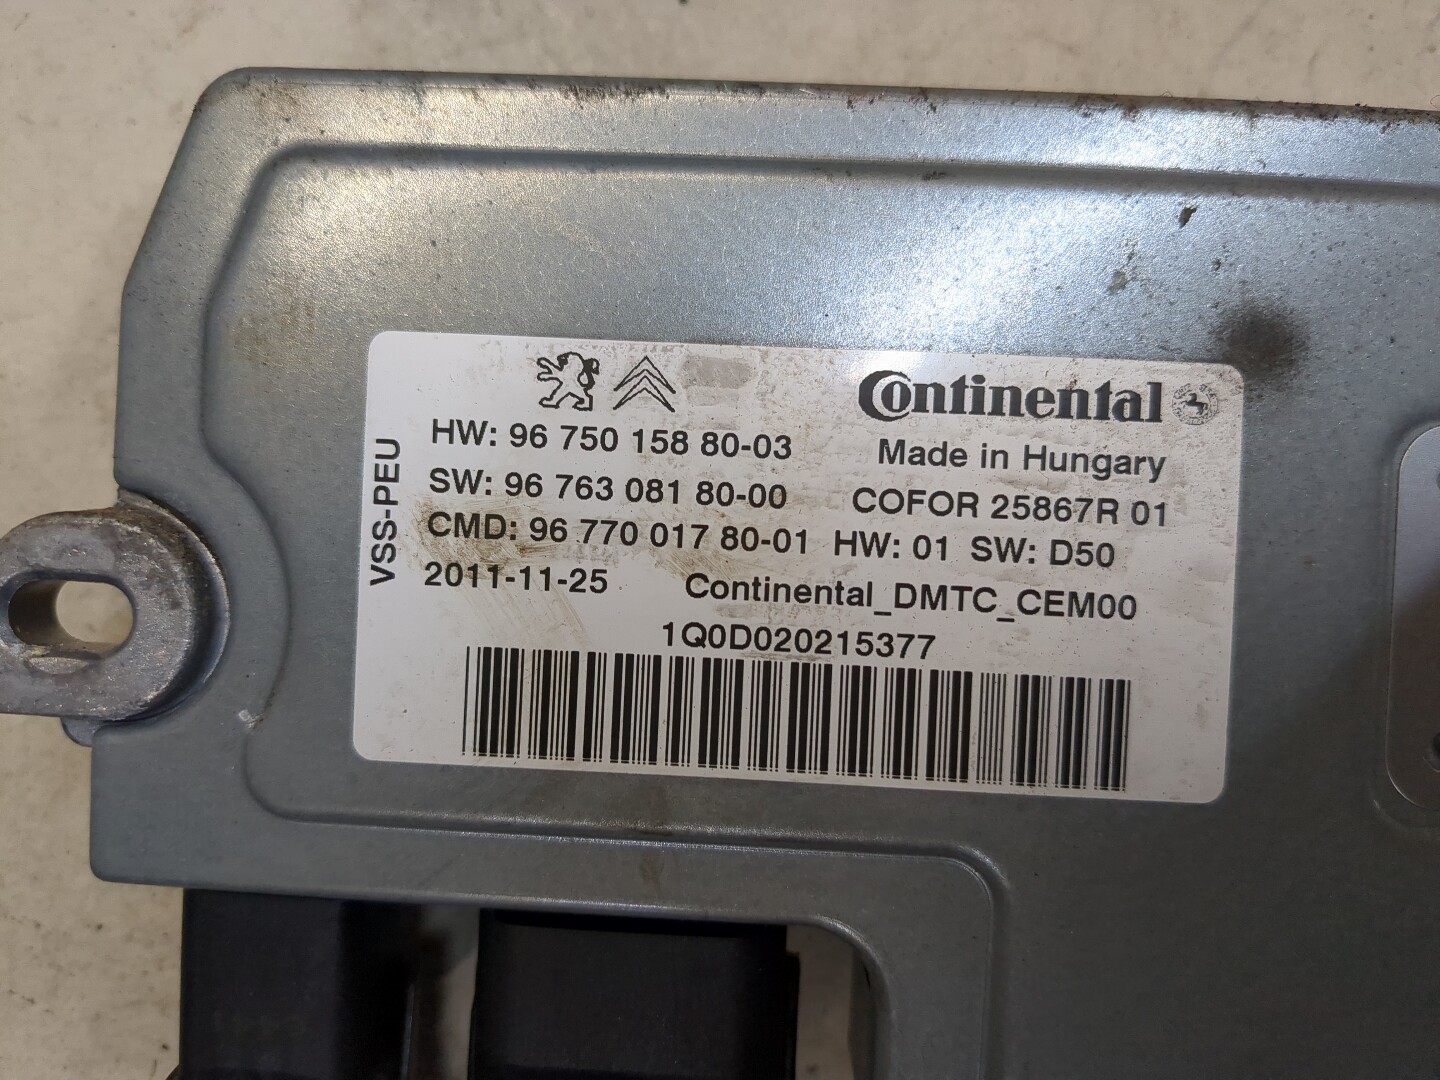 Continental
HW: 96 750 158 80-03
Made in Hungary
SW: 96 763 081 80-00
COFOR 25867R 01
CMD: 96 770 017 80-01 HW: 01 SW: D50
2011-11-25 Continental_DMTC_CEM00
1Q0D020215377
VSS-PEU